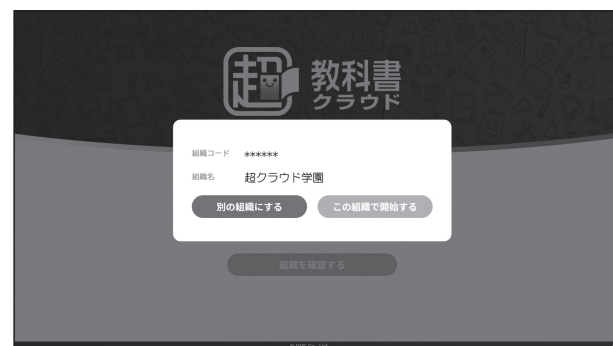 超
教科書
クラウド
組織コード ******
組織名 超クラウド学園
別の組織にする この組織で開始する
組織を確認する